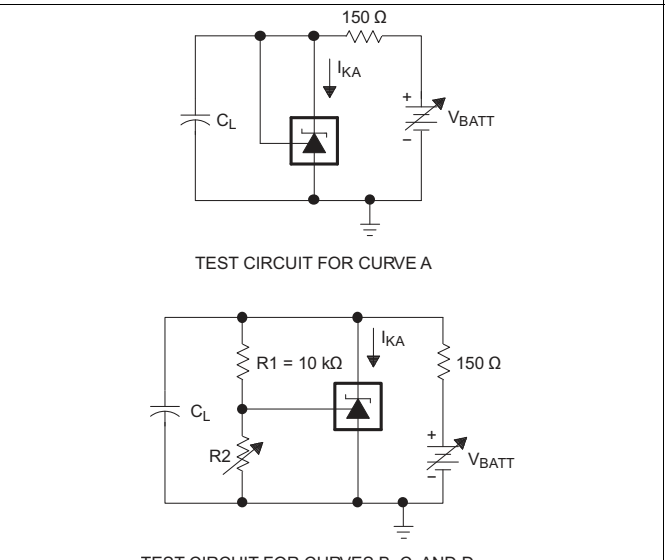 150 Ω
IKA
+
CL
VBATT
−
TEST CIRCUIT FOR CURVE A
IKA
R1 = 10 kΩ
150 Ω
CL
R2
+
VBATT
−
TEST CIRCUIT FOR CURVES B, C, AND D